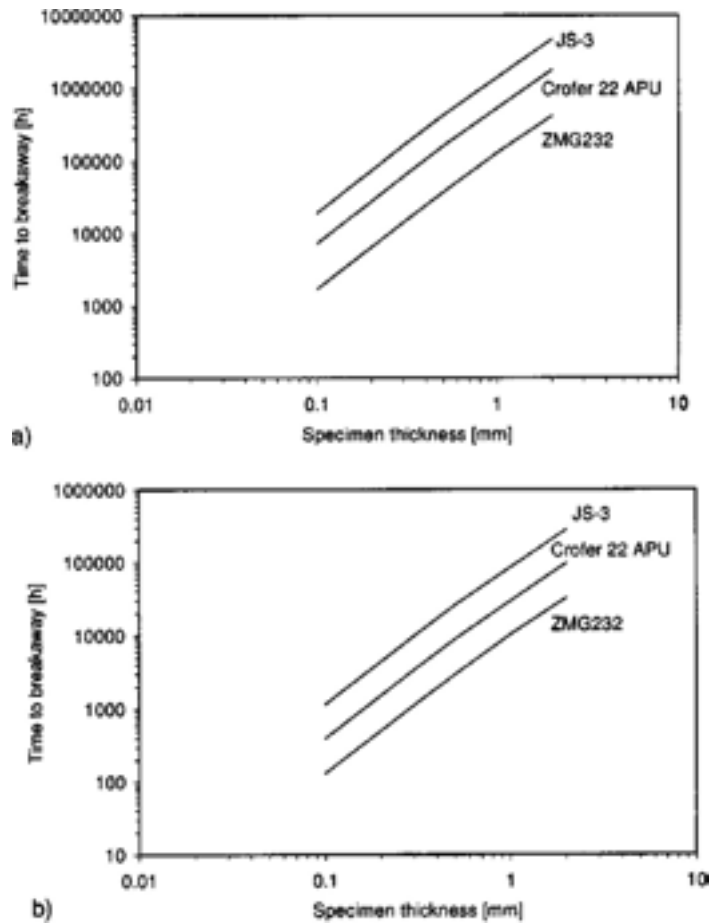 10000000
JS-3
1000000
Crofer 22 APU
ZMG232
100000
10000
1000
100
0.01 0.1 1 10
Time to breakaway [h]
Specimen thickness [mm]
a)
1000000
JS-3
100000
Crofer 22 APU
ZMG232
10000
1000
100
10
0.01 0.1 1 10
Time to breakaway [h]
Specimen thickness [mm]
b)